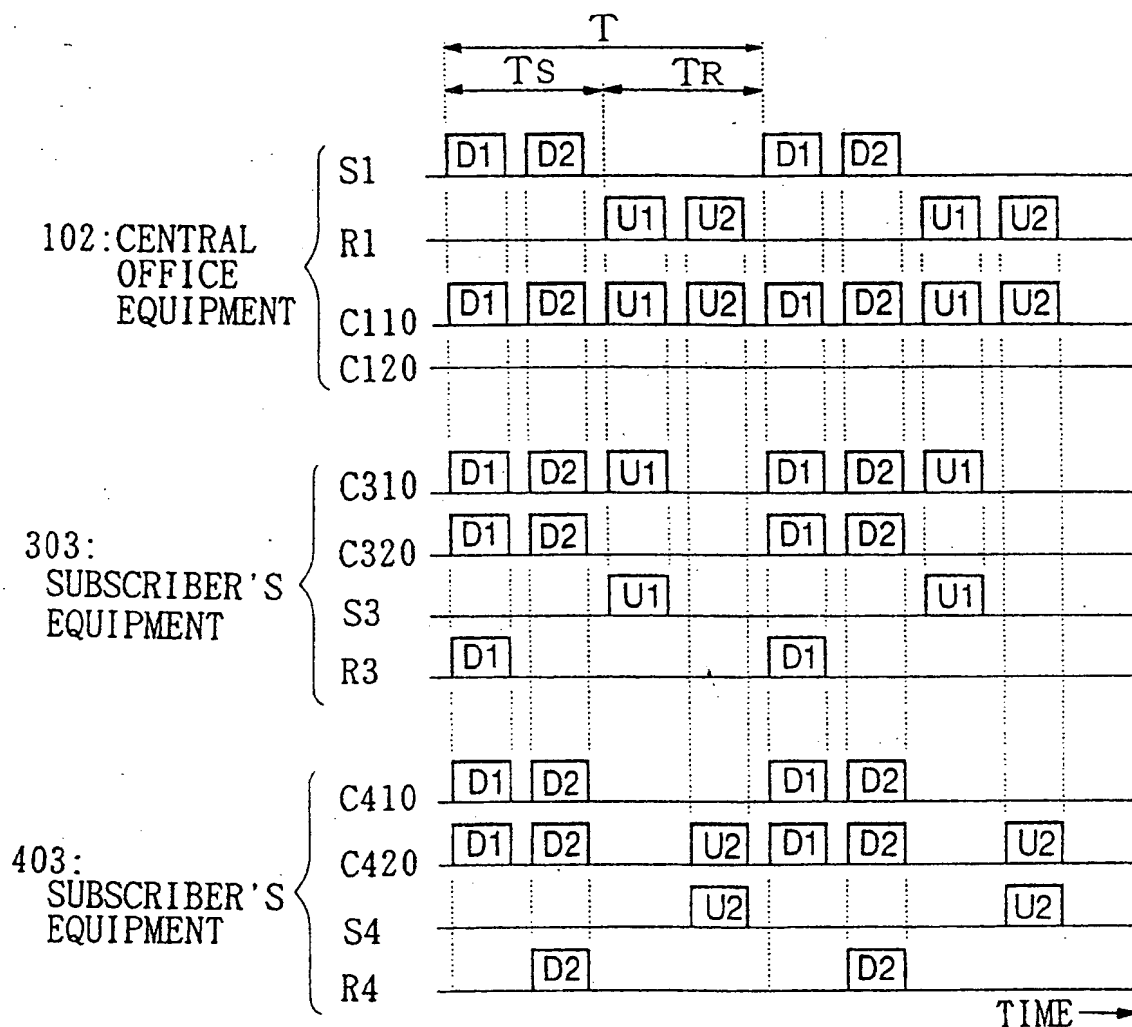 T
TS TR
102:CENTRAL
OFFICE
EQUIPMENT
S1 D1 D2 D1 D2
R1 U1 U2 U1 U2
C110 D1 D2 U1 U2 D1 D2 U1 U2
C120
303:
SUBSCRIBER'S
EQUIPMENT
C310 D1 D2 U1 D1 D2 U1
C320 D1 D2 D1 D2
S3 U1 U1
R3 D1 D1
403:
SUBSCRIBER'S
EQUIPMENT
C410 D1 D2 D1 D2
C420 D1 D2 U2 D1 D2 U2
S4 U2 U2
R4 D2 D2
TIME